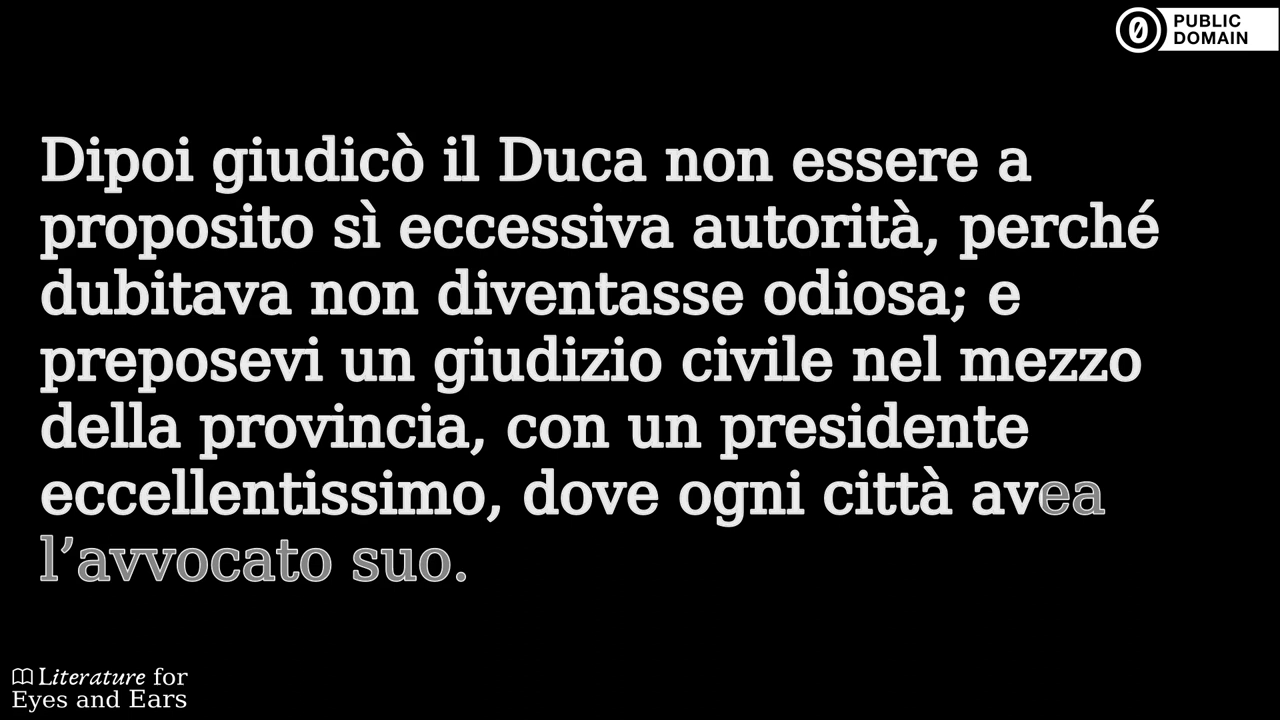 PUBLIC
DOMAIN
Dipoi giudicò il Duca non essere a
proposito sì eccessiva autorità, perché
dubitava non diventasse odiosa; e
preposevi un giudizio civile nel mezzo
della provincia, con un presidente
eccellentissimo, dove ogni città avea
l’avvocato suo.
Literature for
Eyes and Ears